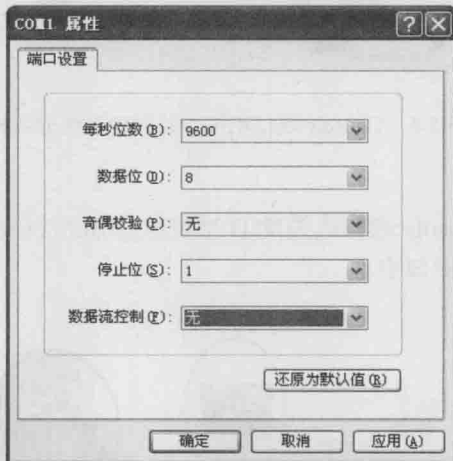 COM1 属性
端口设置
每秒位数(B): 9600
数据位(D): 8
奇偶校验(P): 无
停止位(S): 1
数据流控制(F): 无
还原为默认值(R)
确定 取消 应用(A)